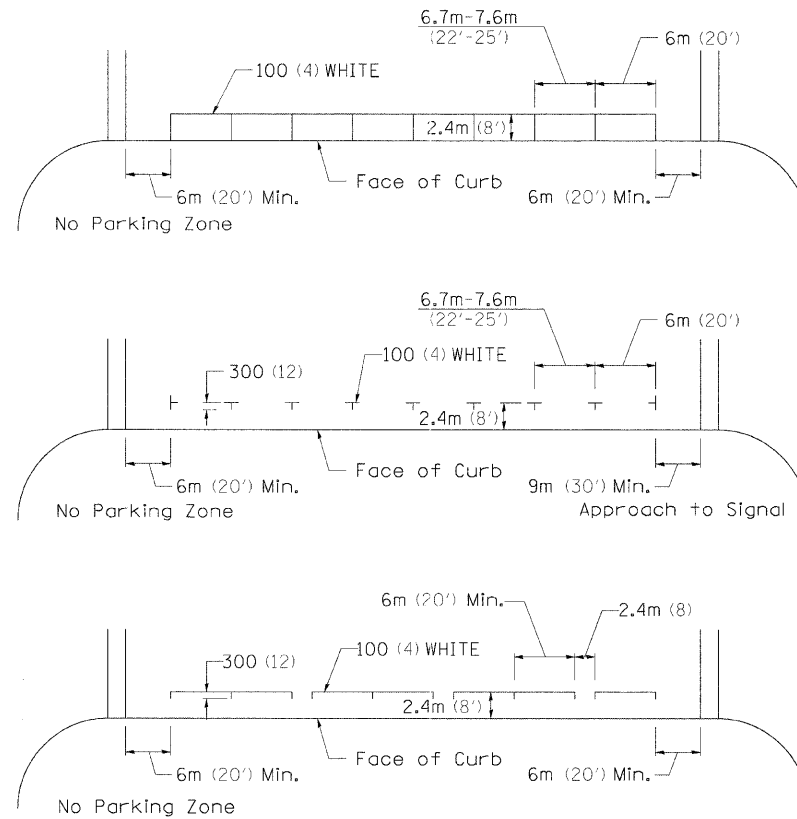 6.7m-7.6m
(22'-25')
6m (20')
100 (4) WHITE
2.4m (8')
Face of Curb
6m (20') Min.
6m (20') Min.
No Parking Zone
6.7m-7.6m
(22'-25')
6m (20')
100 (4) WHITE
300 (12)
2.4m (8')
Face of Curb
6m (20') Min.
9m (30') Min.
No Parking Zone
Approach to Signal
6m (20') Min.
2.4m (8)
300 (12)
100 (4) WHITE
2.4m (8')
Face of Curb
6m (20') Min.
6m (20') Min.
No Parking Zone